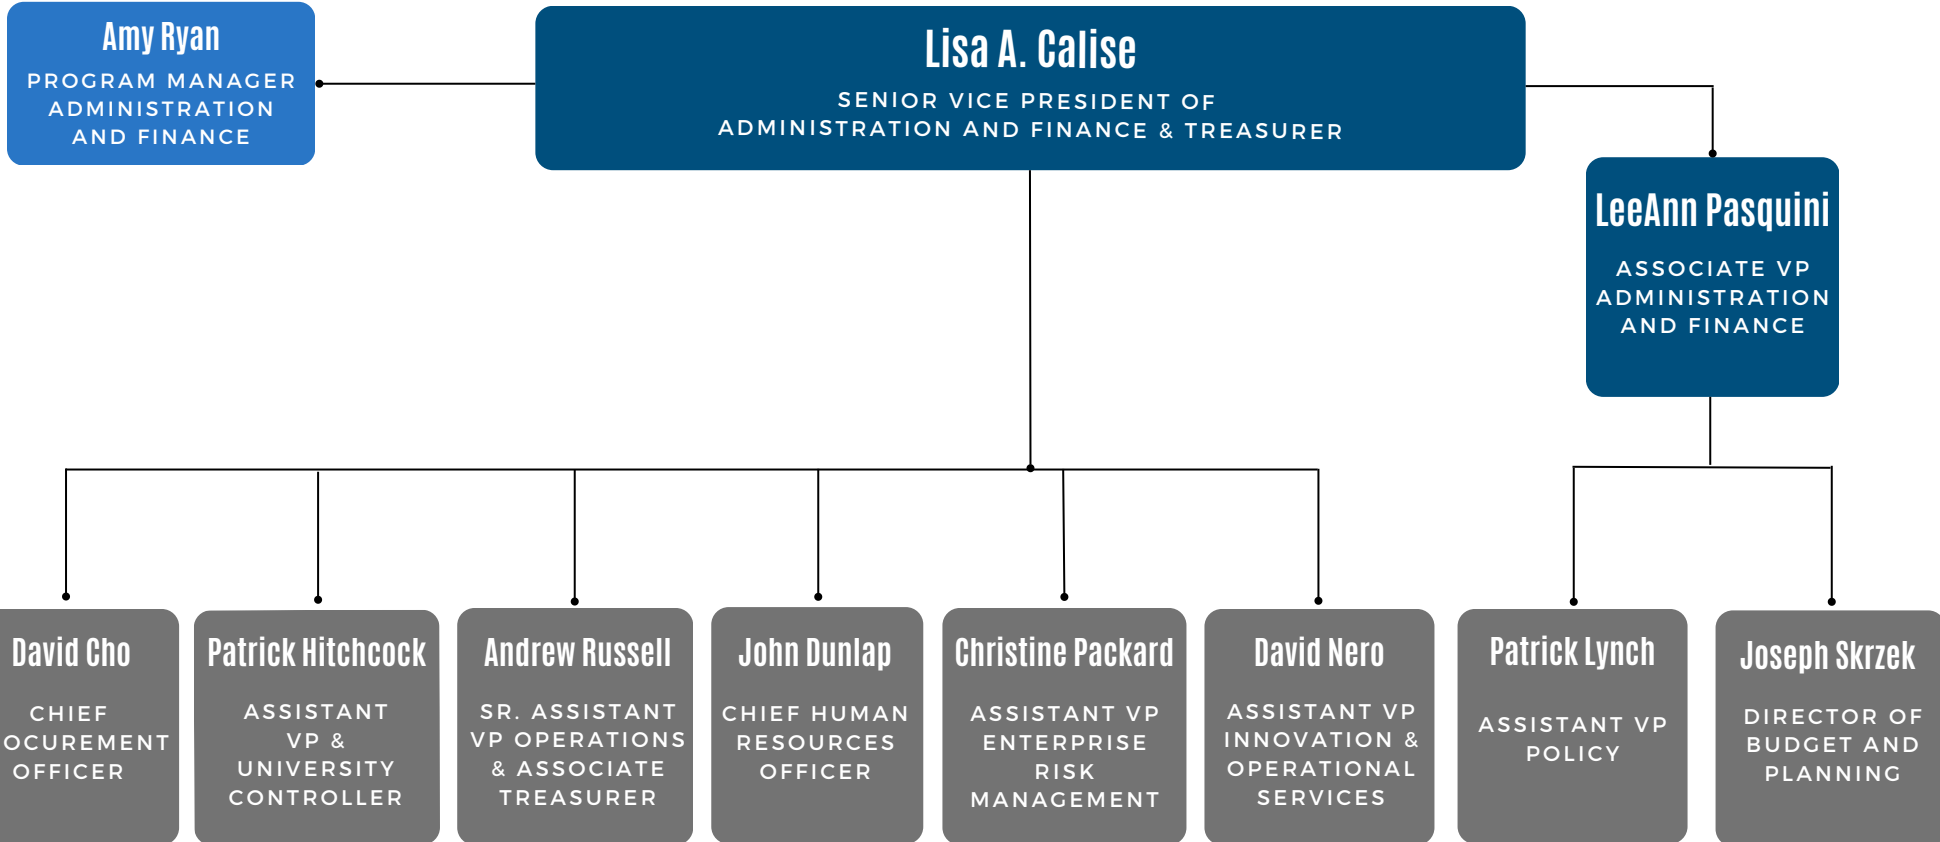 Amy Ryan
PROGRAM MANAGER
ADMINISTRATION
AND FINANCE
Lisa A. Calise
SENIOR VICE PRESIDENT OF
ADMINISTRATION AND FINANCE & TREASURER
LeeAnn Pasquini
ASSOCIATE VP
ADMINISTRATION
AND FINANCE
David Cho
CHIEF
OCUREMENT
OFFICER
Patrick Hitchcock
ASSISTANT
VP &
UNIVERSITY
CONTROLLER
Andrew Russell
SR. ASSISTANT
VP OPERATIONS
& ASSOCIATE
TREASURER
John Dunlap
CHIEF HUMAN
RESOURCES
OFFICER
Christine Packard
ASSISTANT VP
ENTERPRISE
RISK
MANAGEMENT
David Nero
ASSISTANT VP
INNOVATION &
OPERATIONAL
SERVICES
Patrick Lynch
ASSISTANT VP
POLICY
Joseph Skrzek
DIRECTOR OF
BUDGET AND
PLANNING